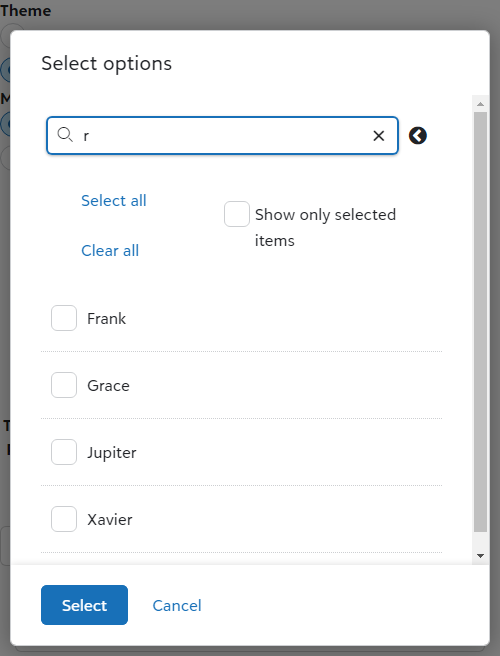 Theme
Select options
r
Select all
Show only selected
items
Clear all
Frank
Grace
Jupiter
Xavier
Select
Cancel